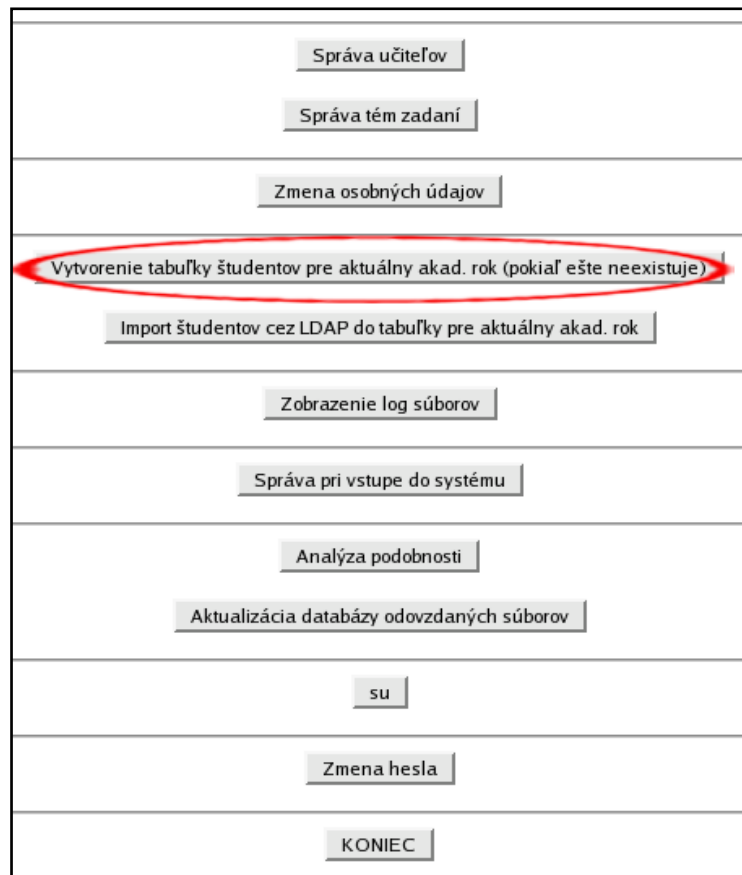 Správa učiteľov
Správa tém zadaní
Zmena osobných údajov
Vytvorenie tabuľky študentov pre aktuálny akad. rok (pokiaľ ešte neexistuje)
Import študentov cez LDAP do tabuľky pre aktuálny akad. rok
Zobrazenie log súborov
Správa pri vstupe do systému
Analýza podobnosti
Aktualizácia databázy odovzdaných súborov
su
Zmena hesla
KONIEC